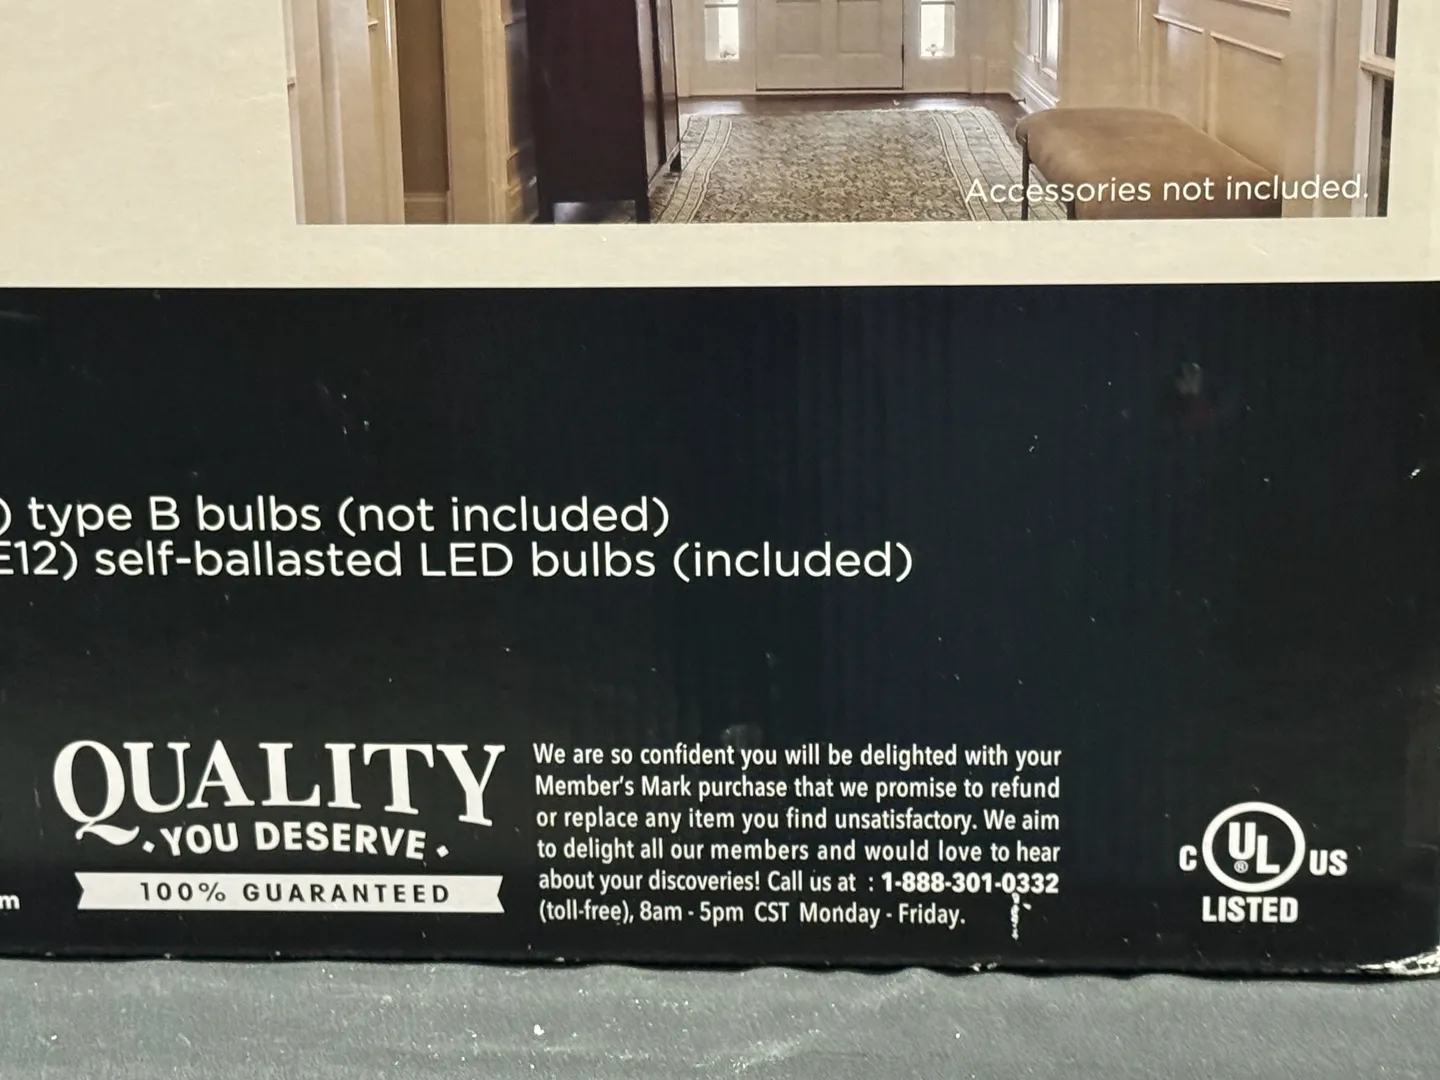 Accessories not included.
) type B bulbs (not included)
E12) self-ballasted LED bulbs (included)
QUALITY
YOU DESERVE
100% GUARANTEED
We are so confident you will be delighted with your
Member's Mark purchase that we promise to refund
or replace any item you find unsatisfactory. We aim
to delight all our members and would love to hear
about your discoveries! Call us at : 1-888-301-0332
(toll-free), 8am - 5pm CST Monday - Friday.
m
C UL® US
LISTED